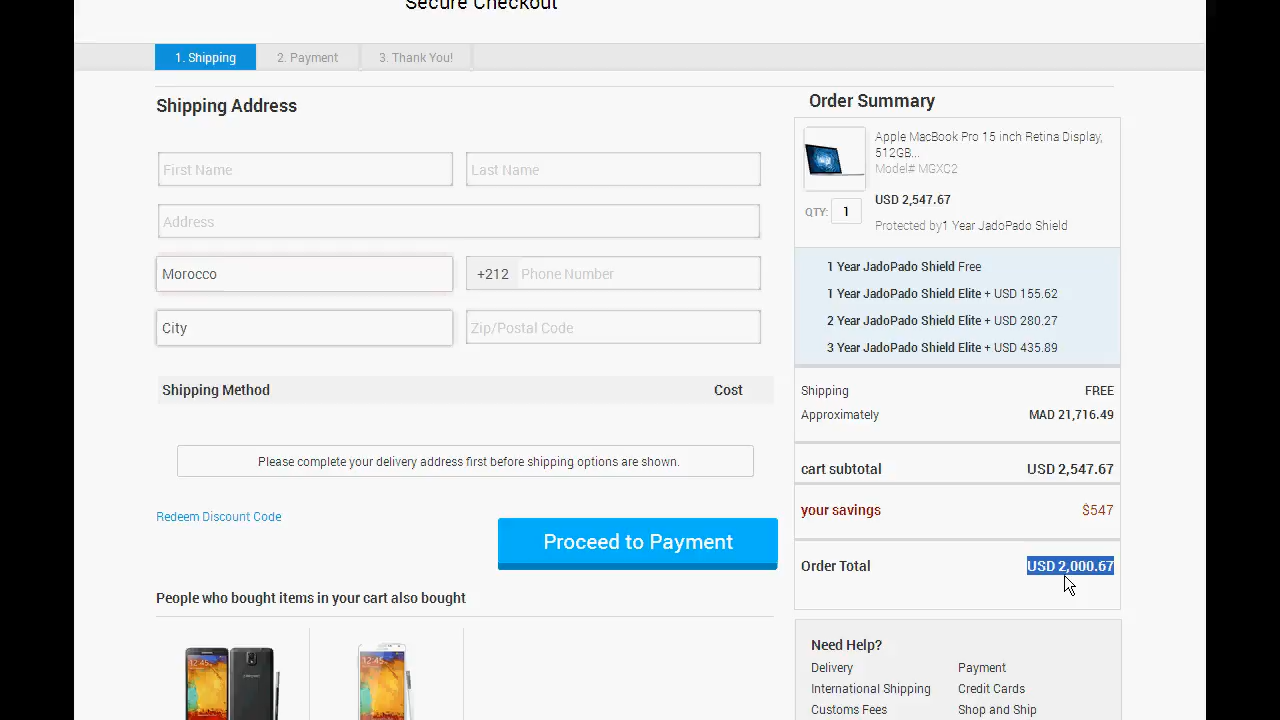 Secure Checkout
1. Shipping
2. Payment
3. Thank You!
Shipping Address
First Name
Last Name
Address
Morocco
+212
Phone Number
City
Zip/Postal Code
Shipping Method
Cost
Please complete your delivery address first before shipping options are shown.
Redeem Discount Code
Proceed to Payment
People who bought items in your cart also bought
Order Summary
Apple MacBook Pro 15 inch Retina Display,
512GB...
Model# MGXC2
USD 2,547.67
QTY: 1
Protected by1 Year JadoPado Shield
1 Year JadoPado Shield Free
1 Year JadoPado Shield Elite + USD 155.62
2 Year JadoPado Shield Elite + USD 280.27
3 Year JadoPado Shield Elite + USD 435.89
Shipping FREE
Approximately MAD 21,716.49
cart subtotal USD 2,547.67
your savings $547
Order Total USD 2,000.67
Need Help?
Delivery Payment
International Shipping Credit Cards
Customs Fees Shop and Ship